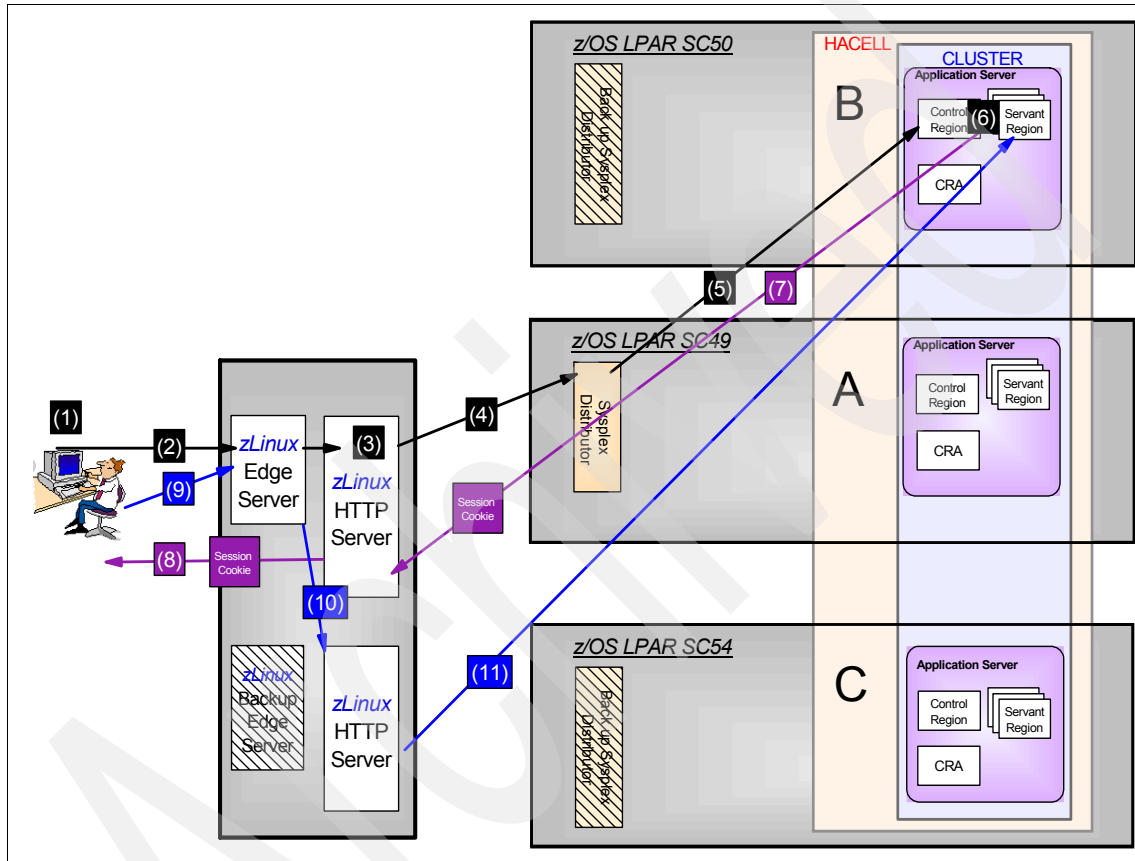 z/OS LPAR SC50
HACELL
CLUSTER
Application Server
B
Back up Sysplex
Distributor
Control
Region
(6)
Servant
Region
CRA
(5)
(7)
z/OS LPAR SC49
A
Application Server
Sysplex
Distributor
Control
Region
Servant
Region
CRA
(1)
(2)
(3)
(4)
zLinux
Edge
Server
zLinux
HTTP
Server
(9)
Session
Cookie
(8)
Session
Cookie
(10)
zLinux
Backup
Edge
Server
zLinux
HTTP
Server
(11)
z/OS LPAR SC54
C
Application Server
Back up Sysplex
Distributor
Control
Region
Servant
Region
CRA